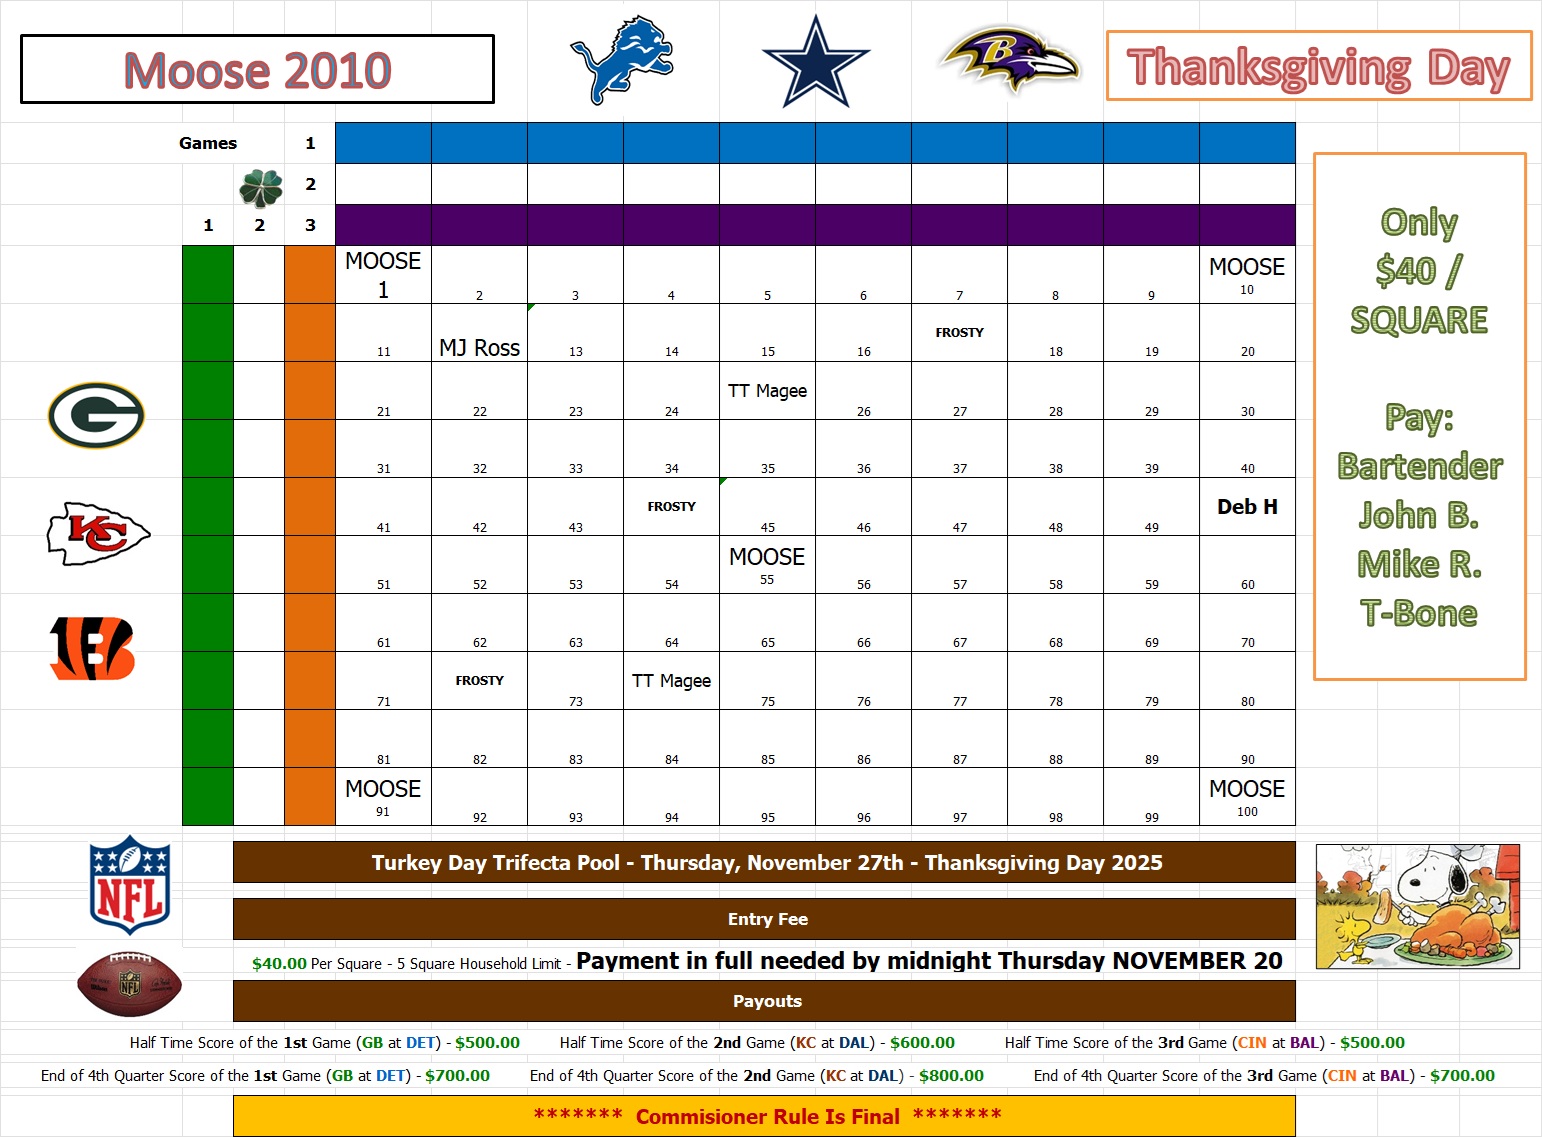 Moose 2010
Thanksgiving Day
Games 1
2
1 2 3
MOOSE MOOSE
1 2 3 4 5 6 7 8 9 10
FROSTY
11 MJ Ross 13 14 15 16 18 19 20
TT Magee
21 22 23 24 26 27 28 29 30
31 32 33 34 35 36 37 38 39 40
FROSTY Deb H
41 42 43 45 46 47 48 49
MOOSE
51 52 53 54 55 56 57 58 59 60
61 62 63 64 65 66 67 68 69 70
FROSTY TT Magee
71 73 75 76 77 78 79 80
81 82 83 84 85 86 87 88 89 90
MOOSE MOOSE
91 92 93 94 95 96 97 98 99 100
Only
$40 /
SQUARE
Pay:
Bartender
John B.
Mike R.
T-Bone
G
KC
B
NFL
Turkey Day Trifecta Pool - Thursday, November 27th - Thanksgiving Day 2025
Entry Fee
$40.00 Per Square - 5 Square Household Limit - Payment in full needed by midnight Thursday NOVEMBER 20
NFL
Payouts
Half Time Score of the 1st Game (GB at DET) - $500.00 Half Time Score of the 2nd Game (KC at DAL) - $600.00 Half Time Score of the 3rd Game (CIN at BAL) - $500.00
End of 4th Quarter Score of the 1st Game (GB at DET) - $700.00 End of 4th Quarter Score of the 2nd Game (KC at DAL) - $800.00 End of 4th Quarter Score of the 3rd Game (CIN at BAL) - $700.00
******* Commisioner Rule Is Final *******